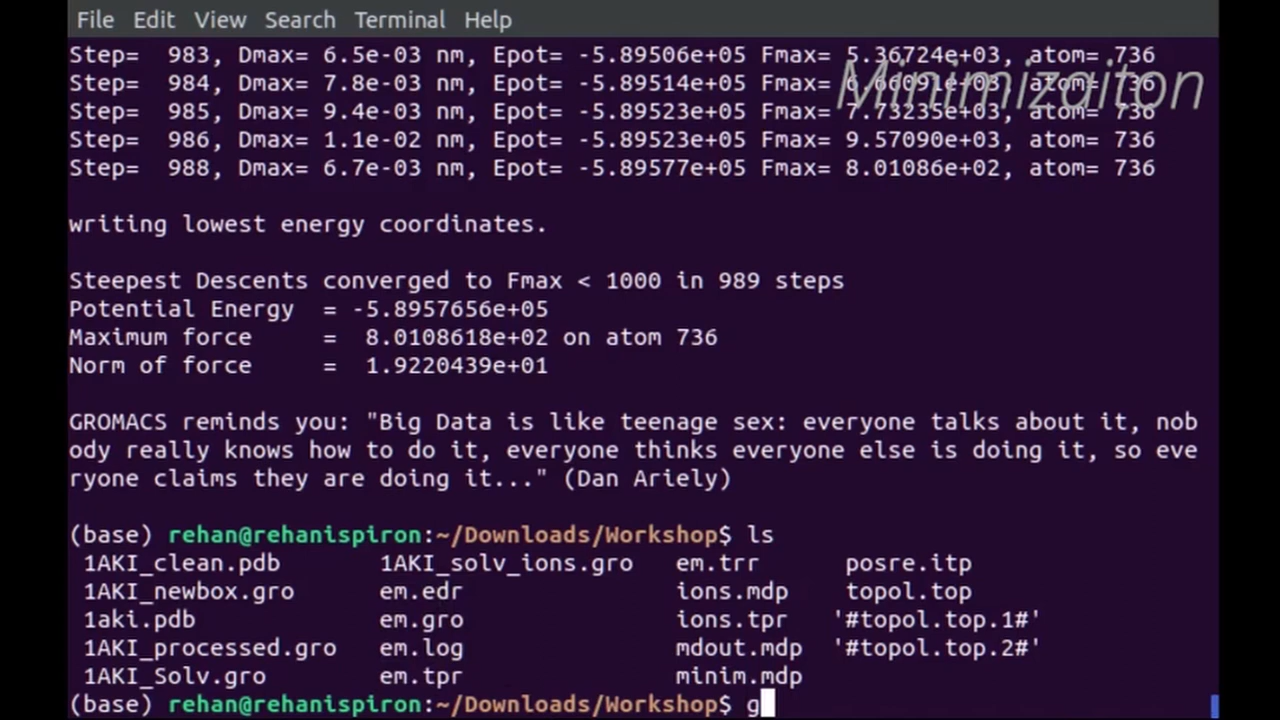 File Edit View Search Terminal Help
Step=  983, Dmax= 6.5e-03 nm, Epot= -5.89506e+05 Fmax= 5.36724e+03, atom= 736
Minimizaiton
Step=  984, Dmax= 7.8e-03 nm, Epot= -5.89514e+05 Fmax= atom= 736
Step=  985, Dmax= 9.4e-03 nm, Epot= -5.89523e+05 Fmax= 7.73235e+03, atom= 736
Step=  986, Dmax= 1.1e-02 nm, Epot= -5.89523e+05 Fmax= 9.57090e+03, atom= 736
Step=  988, Dmax= 6.7e-03 nm, Epot= -5.89577e+05 Fmax= 8.01086e+02, atom= 736
writing lowest energy coordinates.
Steepest Descents converged to Fmax < 1000 in 989 steps
Potential Energy  = -5.8957656e+05
Maximum force     =  8.0108618e+02 on atom 736
Norm of force     =  1.9220439e+01
GROMACS reminds you: "Big Data is like teenage sex: everyone talks about it, nob
ody really knows how to do it, everyone thinks everyone else is doing it, so eve
ryone claims they are doing it..." (Dan Ariely)
(base) rehan@rehanispiron:~/Downloads/Workshop$ ls
1AKI_clean.pdb 1AKI_solv_ions.gro em.trr posre.itp
1AKI_newbox.gro em.edr ions.mdp topol.top
1aki.pdb em.gro ions.tpr '#topol.top.1#'
1AKI_processed.gro em.log mdout.mdp '#topol.top.2#'
1AKI_Solv.gro em.tpr minim.mdp
(base) rehan@rehanispiron:~/Downloads/Workshop$ g